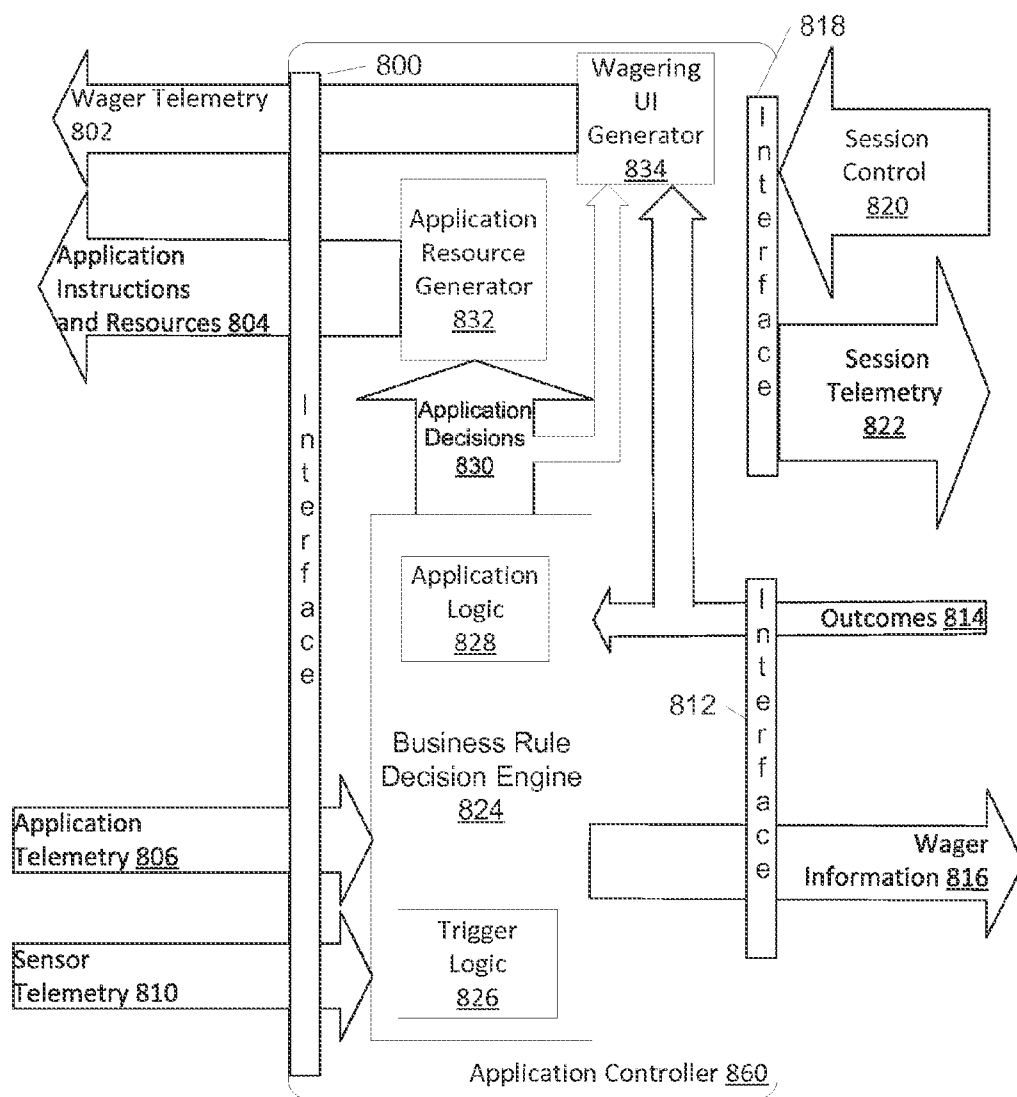 818
800
Wagering
UI
Generator
834
Wager Telemetry
802
Interface
Session
Control
820
Application
Resource
Generator
832
Application
Instructions
and Resources 804
Session
Telemetry
822
Application
Decisions
830
Interface
Application
Logic
828
Interface
Outcomes 814
812
Business Rule
Decision Engine
824
Application
Telemetry 806
Wager
Information 816
Trigger
Logic
826
Sensor
Telemetry 810
Application Controller 860